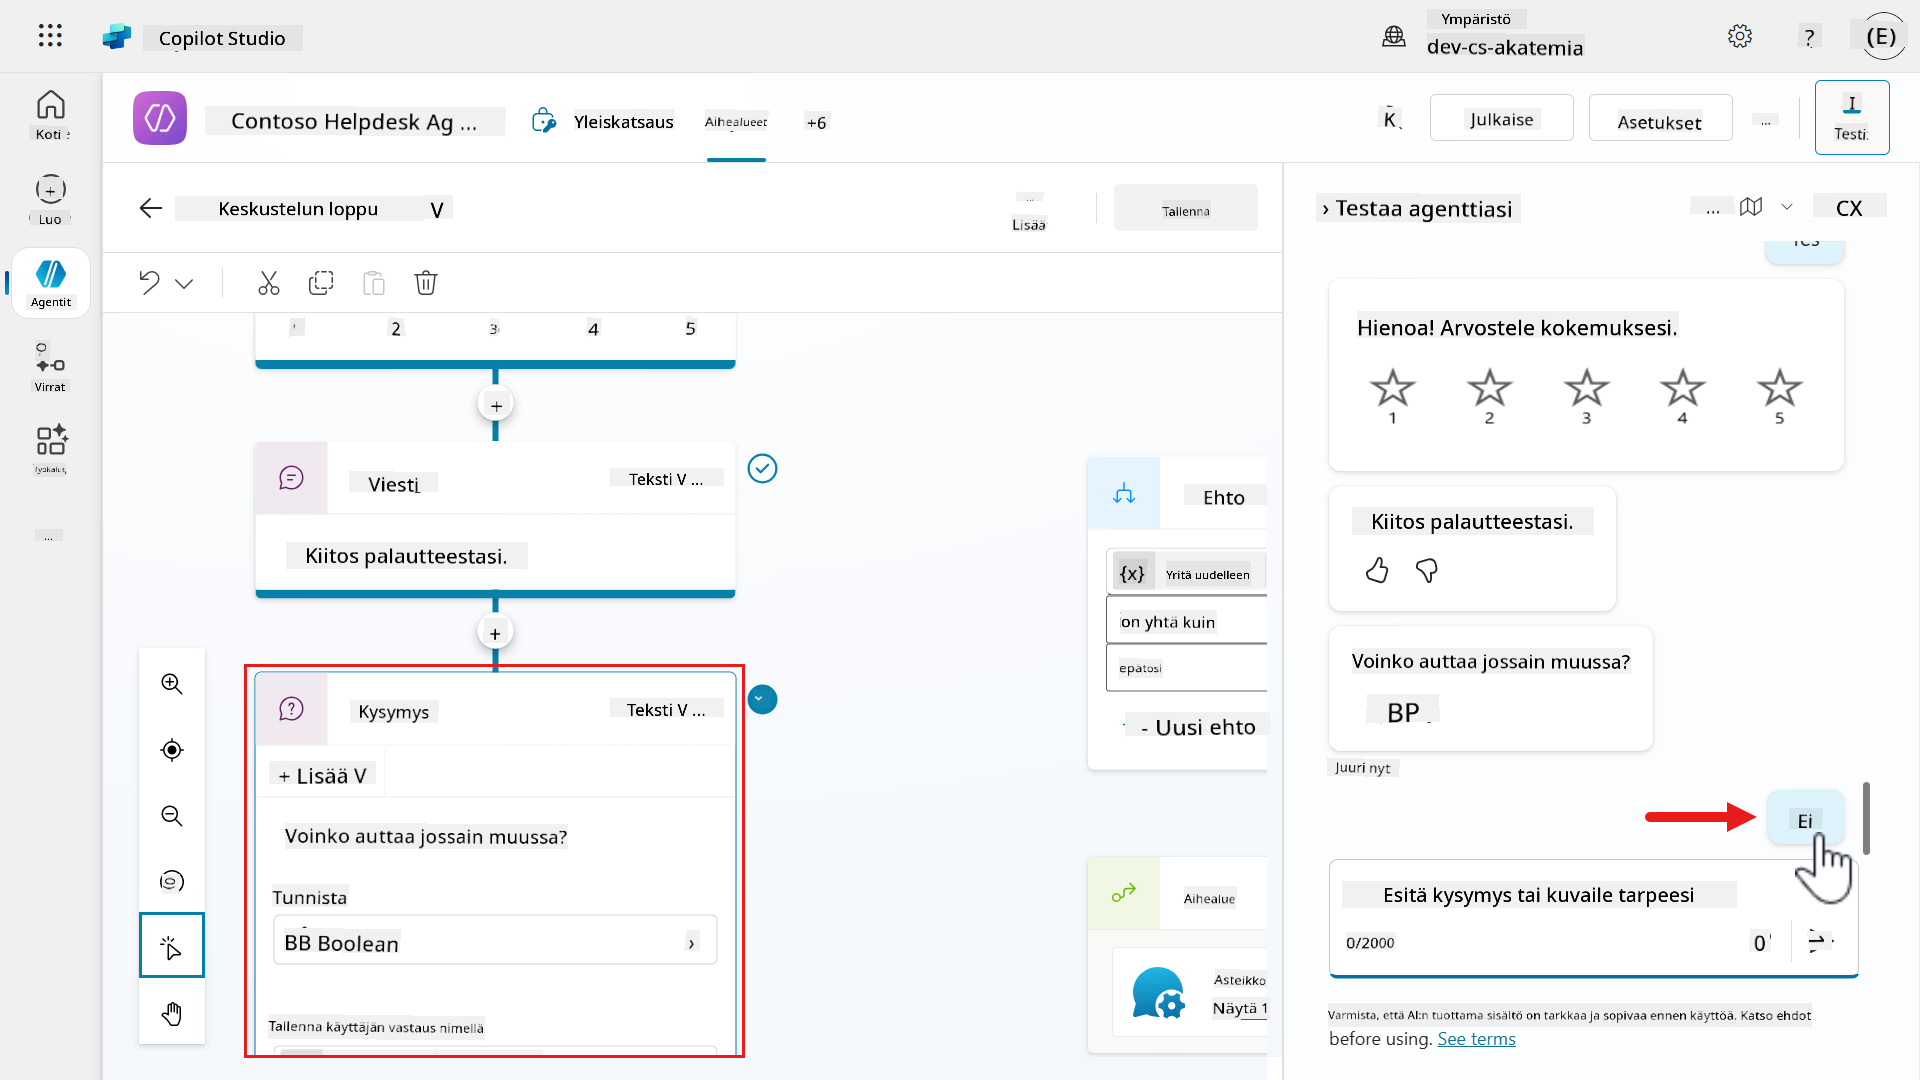 Copilot Studio
Ympäristö
dev-cs-akatemia
?
(E)
Koti
Luo
Agentit
Virrat
...
Contoso Helpdesk Ag ...
Yleiskatsaus
Aihealueet
+6
K
Julkaise
Asetukset
...
Testi
Keskustelun loppu V
...
Lisää
Tallenna
2 3 4 5
Viesti
Teksti V ...
Kiitos palautteestasi.
Kysymys
Teksti V ...
+ Lisää V
Voinko auttaa jossain muussa?
Tunnista
BB Boolean ›
Tallenna käyttäjän vastaus nimellä
Ehto
{x} Yritä uudelleen
on yhtä kuin
epätosi
- Uusi ehto
Aihealue
Asteikko
Näytä 1
› Testaa agenttiasi
...
CX
Hienoa! Arvostele kokemuksesi.
1 2 3 4 5
Kiitos palautteestasi.
Voinko auttaa jossain muussa?
BP
Juuri nyt
Ei
Esitä kysymys tai kuvaile tarpeesi
0/2000
0
Varmista, että AI:n tuottama sisältö on tarkkaa ja sopivaa ennen käyttöä. Katso ehdot
before using. See terms